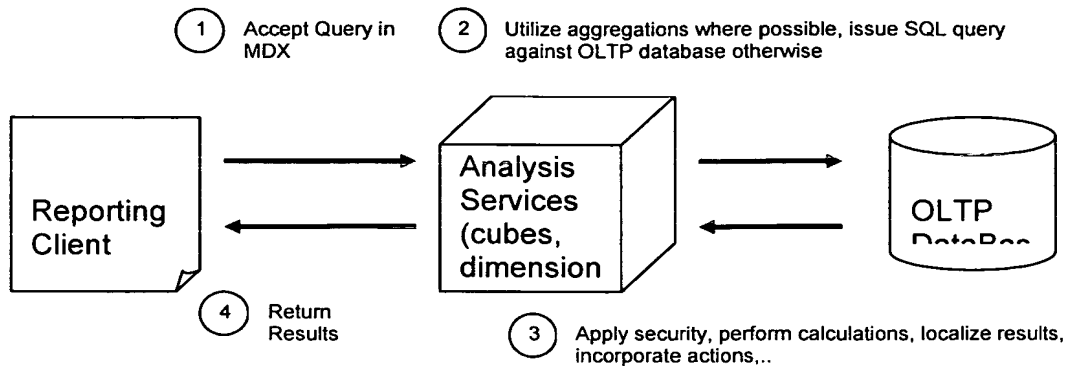 1 Accept Query in
MDX
2 Utilize aggregations where possible, issue SQL query
against OLTP database otherwise
Reporting
Client
Analysis
Services
(cubes,
dimension
OLTP
DataBas
4 Return
Results
3 Apply security, perform calculations, localize results,
incorporate actions,..